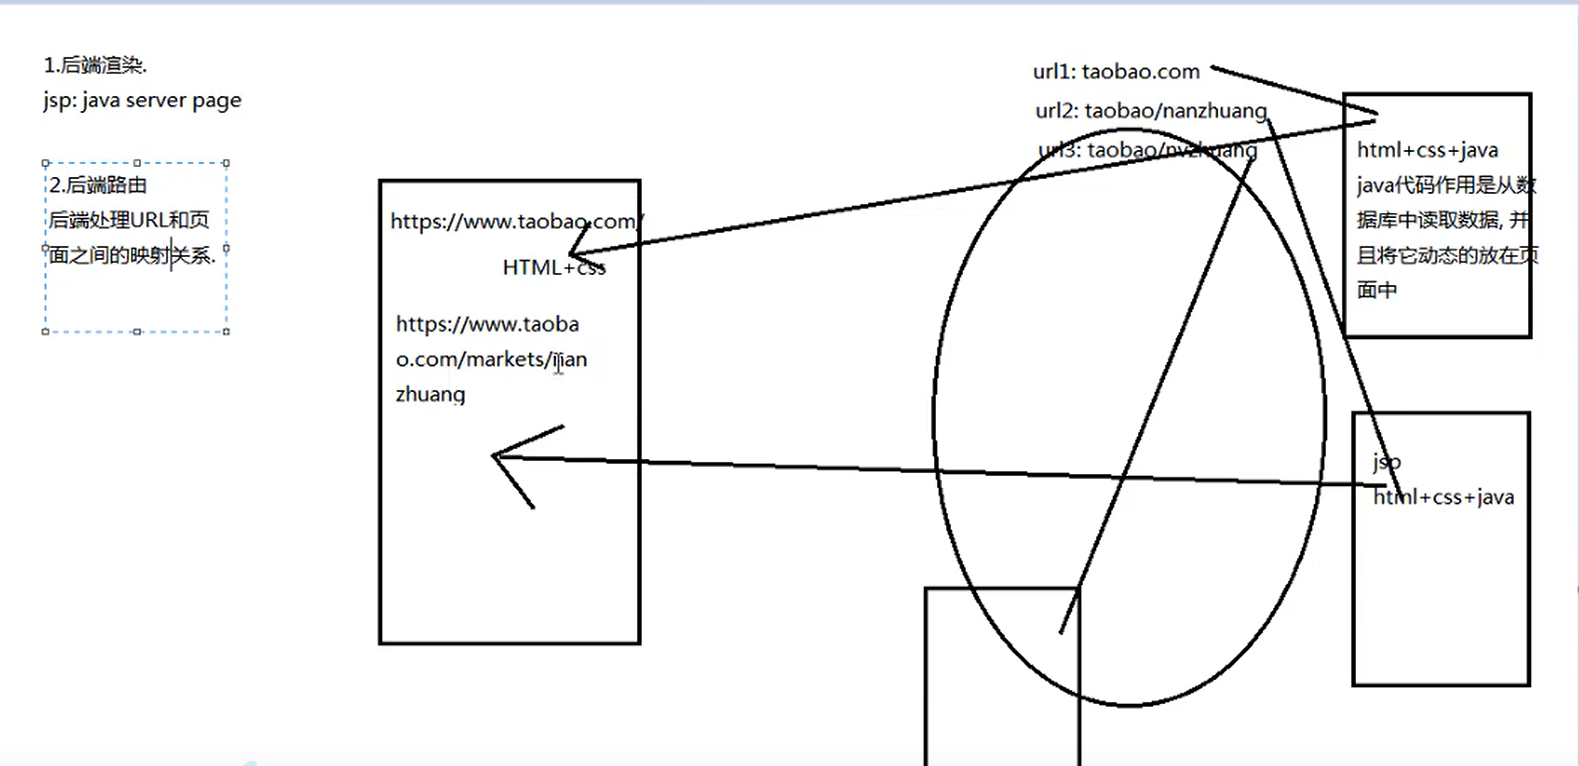 1.后端渲染.
jsp: java server page
2.后端路由
后端处理URL和页
面之间的映射关系.
https://www.taobao.com/
HTML+css
https://www.taoba
o.com/markets/nan
zhuang
url1: taobao.com
url2: taobao/nanzhuang
url3: taobao/nvzhuang
html+css+java
java代码作用是从数
据库中读取数据, 并
且将它动态的放在页
面中
jsp
html+css+java